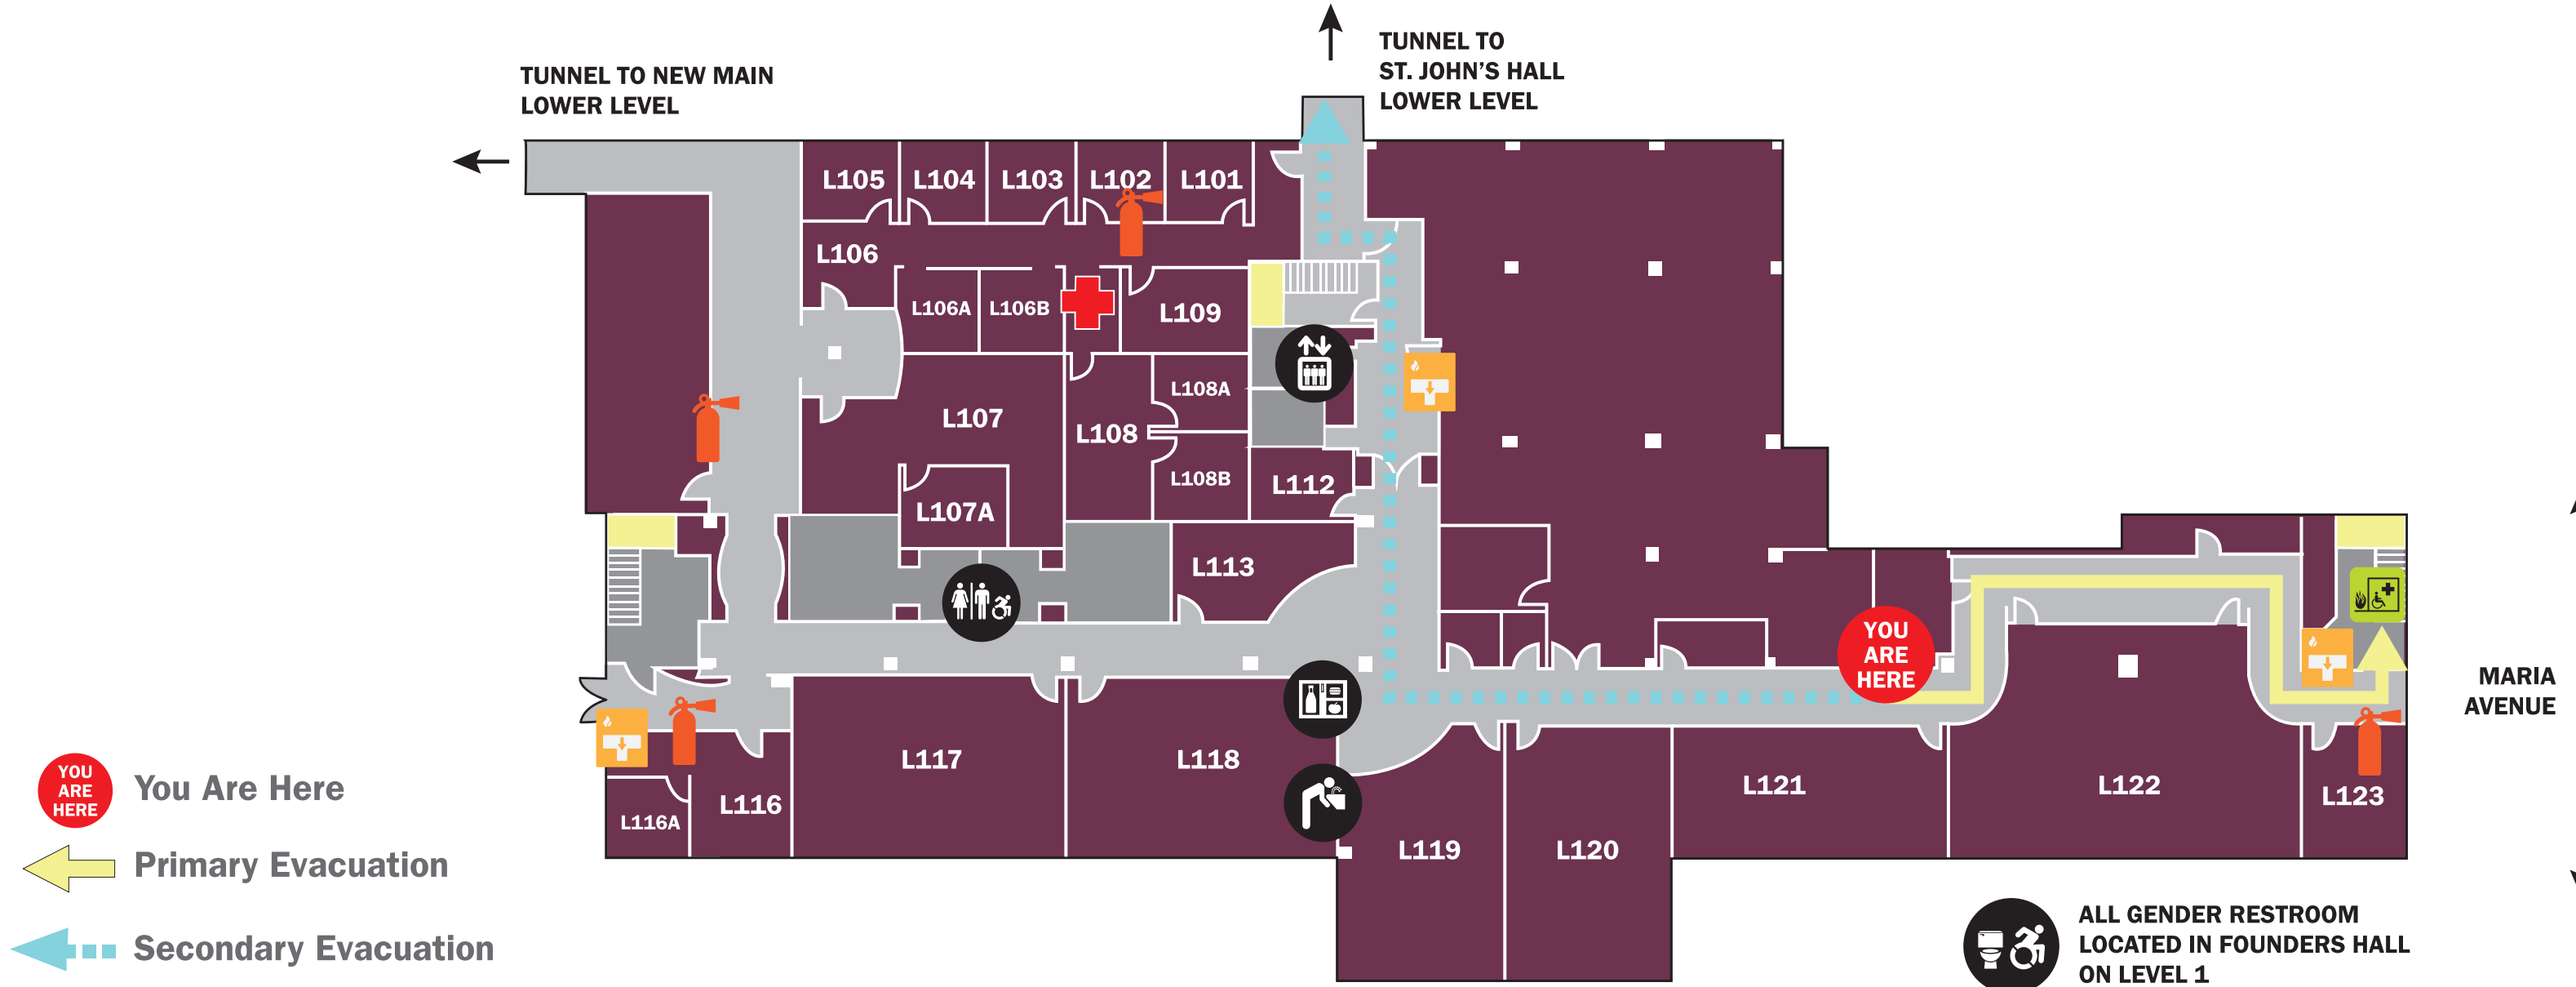 TUNNEL TO
ST. JOHN'S HALL
LOWER LEVEL
TUNNEL TO NEW MAIN
LOWER LEVEL
L105
L104
L103
L102
L101
L106
L106A
L106B
L109
L108A
L107
L108
L108B
L112
L107A
L113
YOU
ARE
HERE
MARIA
AVENUE
L117
L118
L121
L122
L123
L116
L116A
L119
L120
YOU
ARE
HERE
You Are Here
Primary Evacuation
Secondary Evacuation
ALL GENDER RESTROOM
LOCATED IN FOUNDERS HALL
ON LEVEL 1